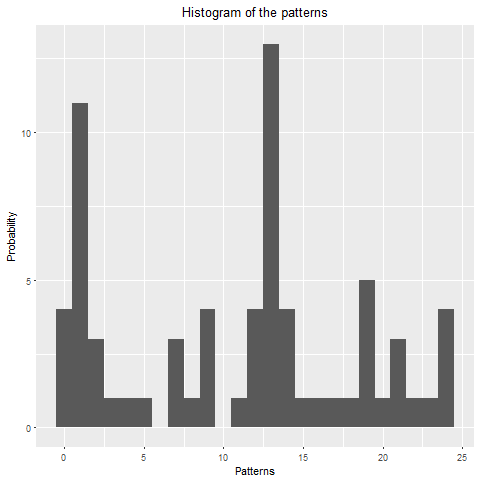 Histogram of the patterns
Probability
10
5
0
0 5 10 15 20 25
Patterns